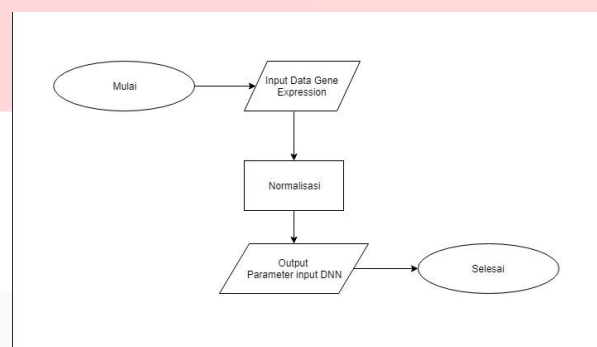 Mulai
Input Data Gene
Expression
Normalisasi
Output
Parameter input DNN
Selesai